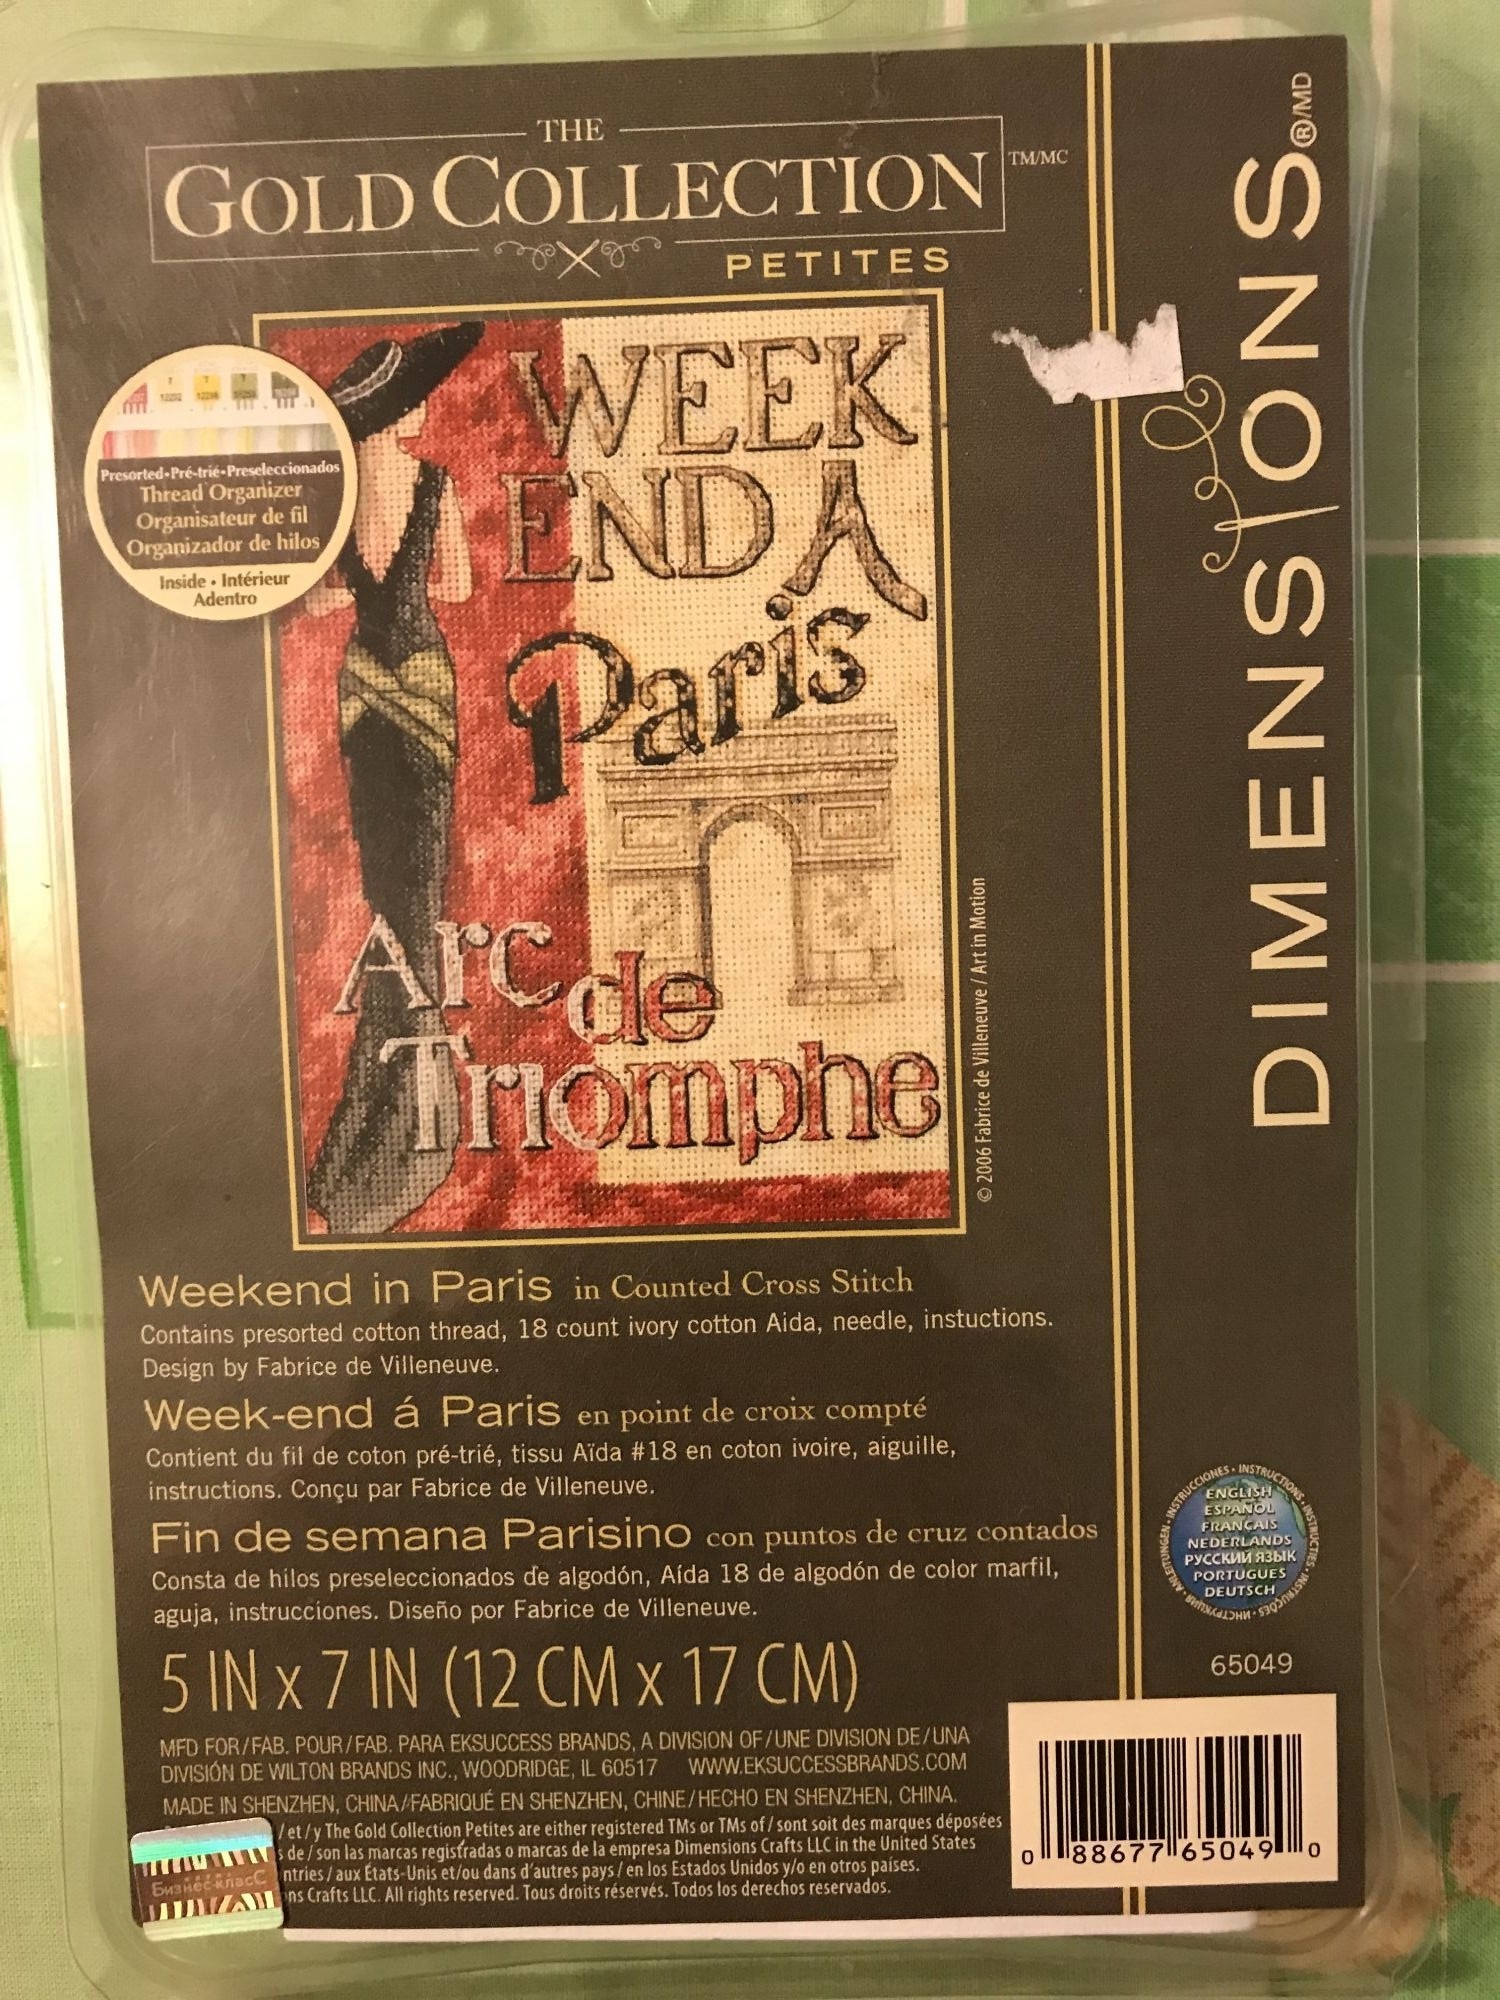 THE
GOLD COLLECTION TM/MC
PETITES
DIMENSIONS®/MD
Presorted•Pré-trié•Preseleccionados
Thread Organizer
Organisateur de fil
Organizador de hilos
Inside • Intérieur
Adentro
WEEK
END À
Paris
Arc
de
Triomphe
© 2006 Fabrice de Villeneuve / Art in Motion
Weekend in Paris in Counted Cross Stitch
Contains presorted cotton thread, 18 count ivory cotton Aida, needle, instuctions.
Design by Fabrice de Villeneuve.
Week-end á Paris en point de croix compté
Contient du fil de coton pré-trié, tissu Aïda #18 en coton ivoire, aiguille,
instructions. Conçu par Fabrice de Villeneuve.
Fin de semana Parisino con puntos de cruz contados
Consta de hilos preseleccionados de algodón, Aída 18 de algodón de color marfil,
aguja, instrucciones. Diseño por Fabrice de Villeneuve.
5 IN x 7 IN (12 CM x 17 CM)
MFD FOR/FAB. POUR/FAB. PARA EKSUCCESS BRANDS, A DIVISION OF/UNE DIVISION DE/UNA
DIVISIÓN DE WILTON BRANDS INC., WOODRIDGE, IL 60517 WWW.EKSUCCESSBRANDS.COM
MADE IN SHENZHEN, CHINA/FABRIQUÉ EN SHENZHEN, CHINE/HECHO EN SHENZHEN, CHINA.
/ et / y The Gold Collection Petites are either registered TMs or TMs of / sont soit des marques déposées
de / son las marcas registradas o marcas de la empresa Dimensions Crafts LLC in the United States
/ aux États-Unis et/ou dans d'autres pays / en los Estados Unidos y/o en otros países.
Crafts LLC. All rights reserved. Tous droits réservés. Todos los derechos reservados.
Бизнес-класС
INSTRUCCIONES • INSTRUCTIONS • INSTRUCTIES • INSTRUÇÕES • ИНСТРУКЦИИ • ANLEITUNGEN
ENGLISH
ESPAÑOL
FRANÇAIS
NEDERLANDS
РУССКИЙ ЯЗЫК
PORTUGUES
DEUTSCH
65049
0 88677 65049 0